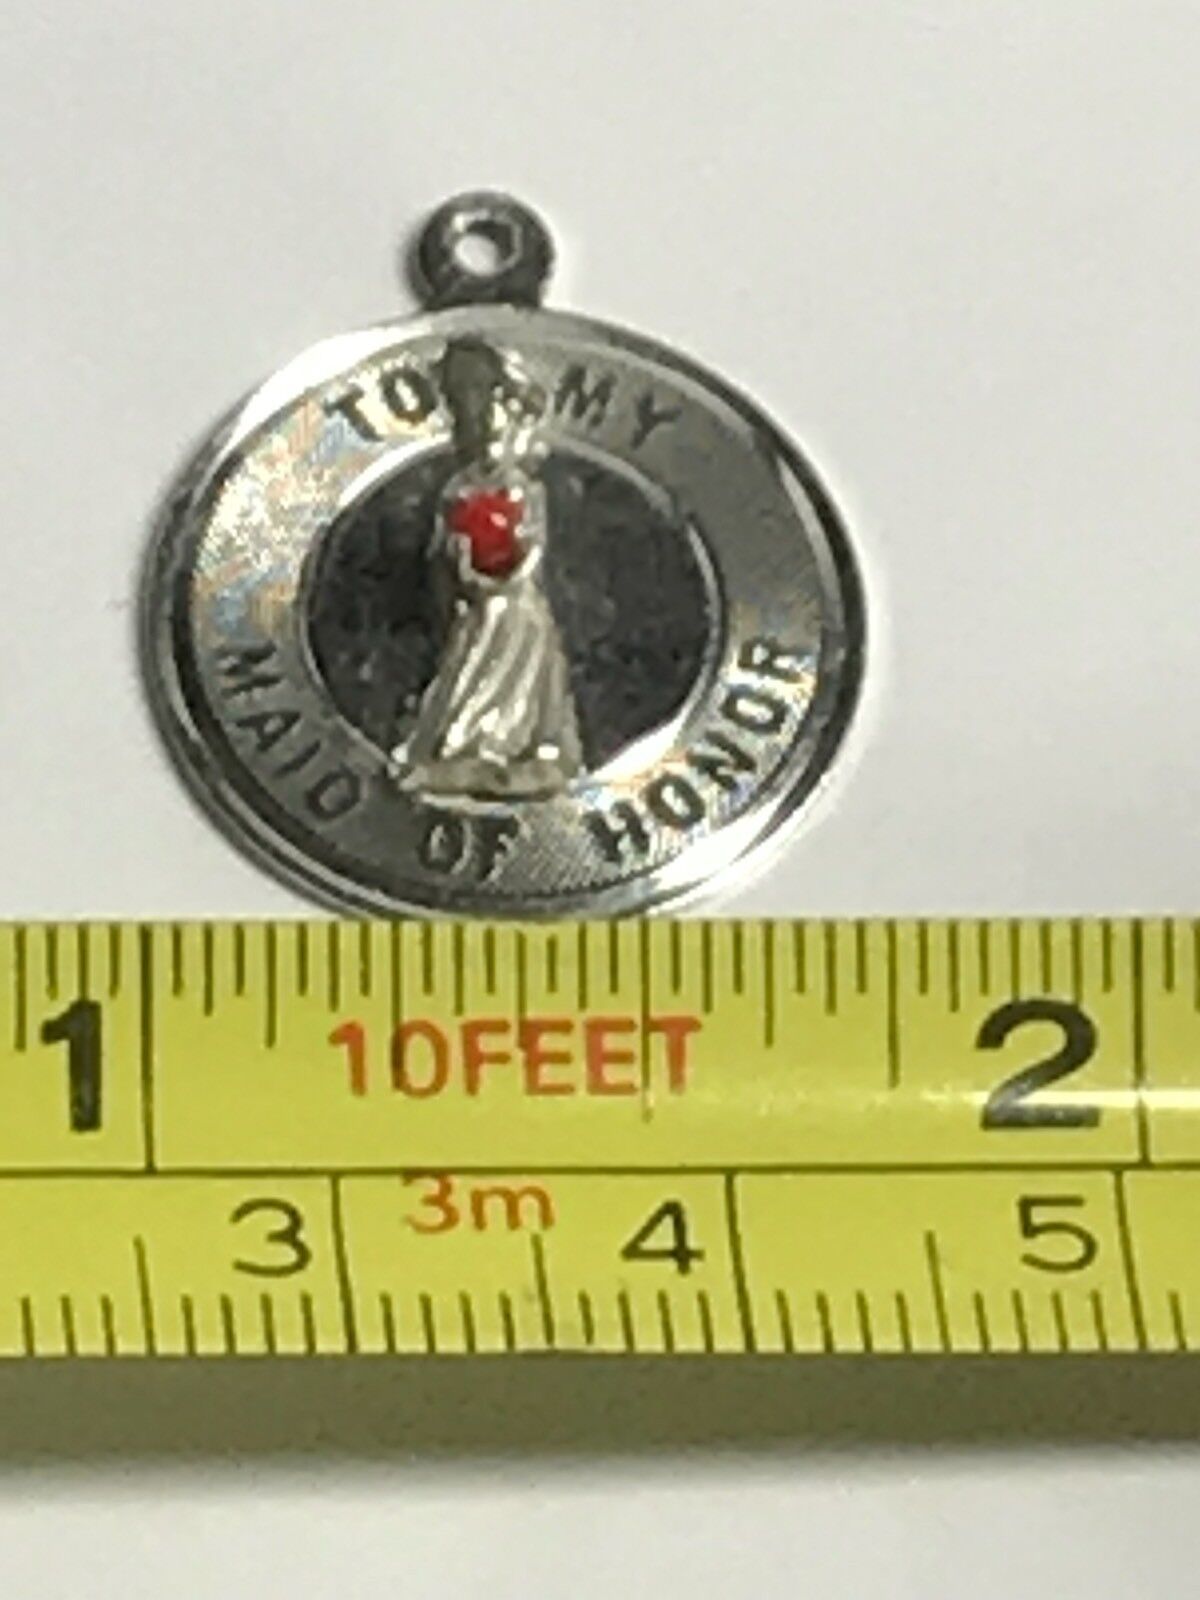 TO MY
MAID OF HONOR
1 10FEET 2
3 3m 4 5